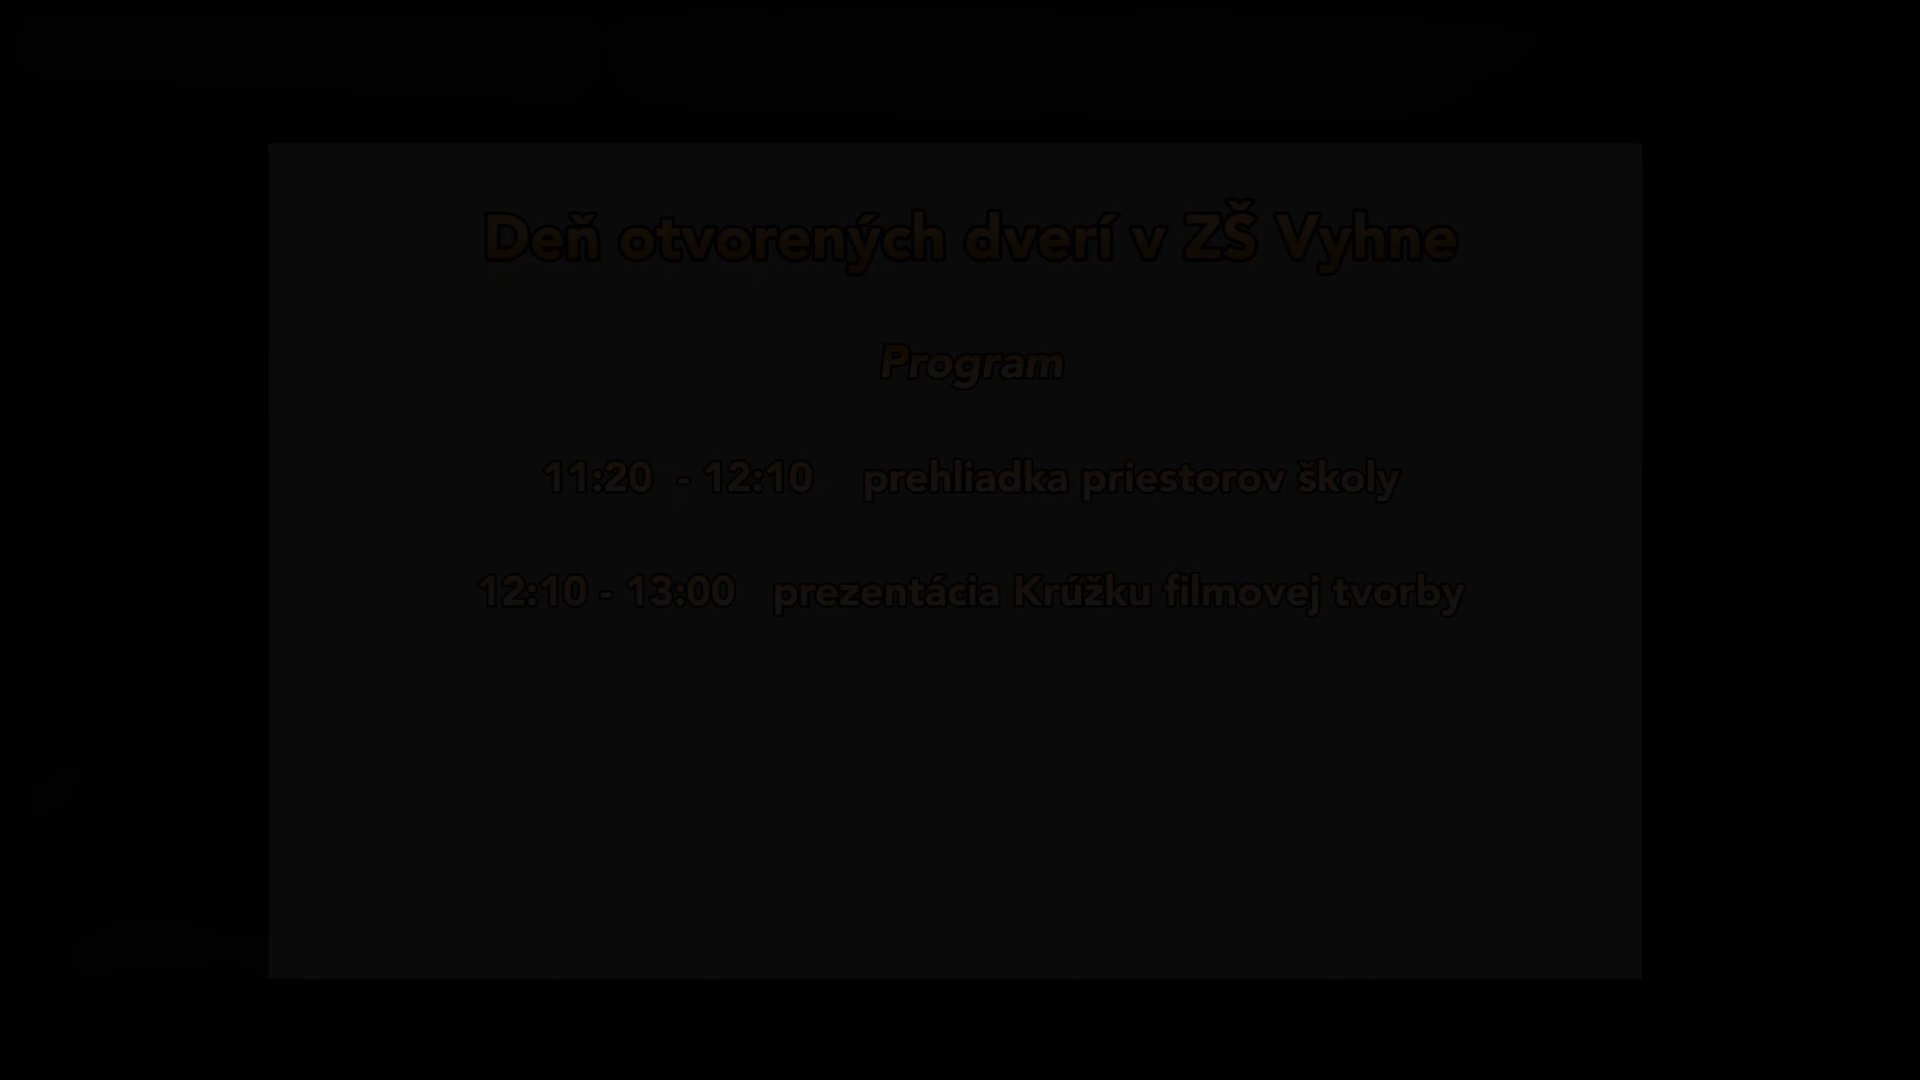 Deň otvorených dverí v ZŠ Vyhne
Program
11:20  - 12:10    prehliadka priestorov školy
12:10 - 13:00   prezentácia Krúžku filmovej tvorby